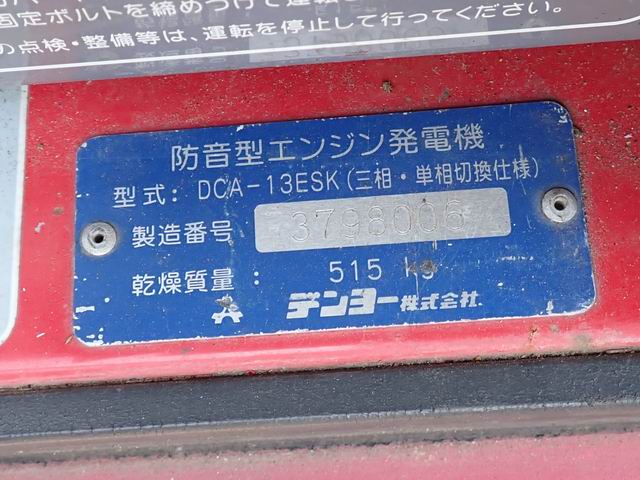 固定ボルトを締めつけて運転
の点検・整備等は、運転を停止して行ってください。
防音型エンジン発電機
型式: DCA-13ESK(三相・単相切換仕様)
製造番号 3798006
乾燥質量: 515 kg
デンヨー株式会社